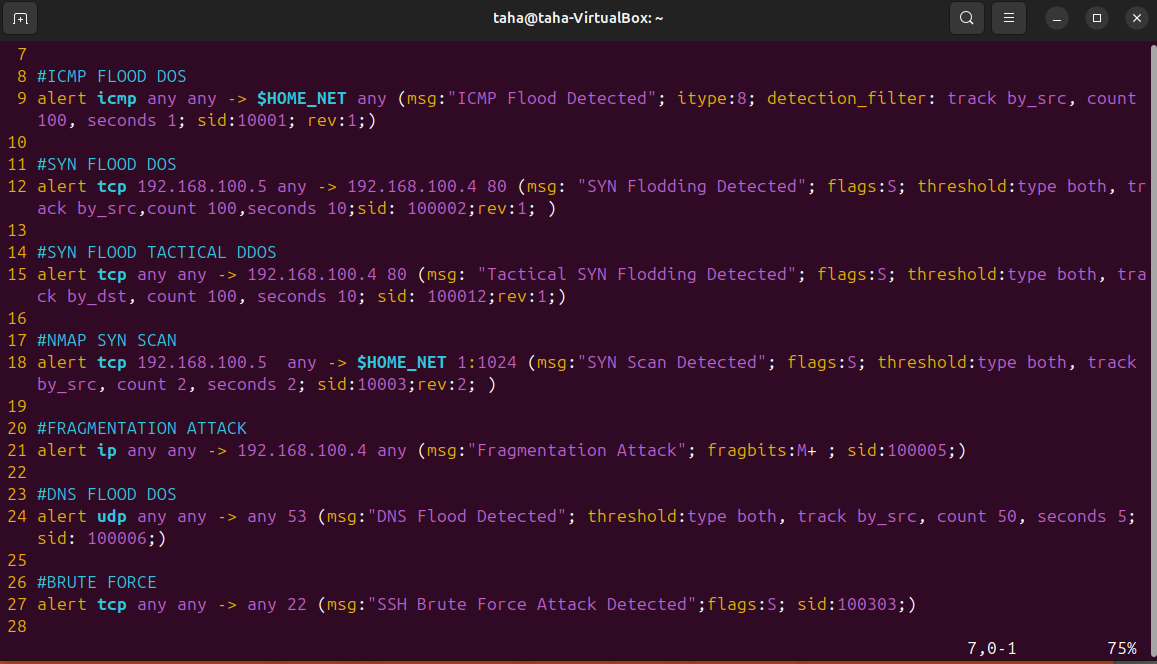 taha@taha-VirtualBox: ~
7
8 #ICMP FLOOD DOS
9 alert icmp any any -> $HOME_NET any (msg:"ICMP Flood Detected"; itype:8; detection_filter: track by_src, count
100, seconds 1; sid:10001; rev:1;)
10
11 #SYN FLOOD DOS
12 alert tcp 192.168.100.5 any -> 192.168.100.4 80 (msg: "SYN Flodding Detected"; flags:S; threshold:type both, tr
ack by_src,count 100,seconds 10;sid: 100002;rev:1; )
13
14 #SYN FLOOD TACTICAL DDOS
15 alert tcp any any -> 192.168.100.4 80 (msg: "Tactical SYN Flodding Detected"; flags:S; threshold:type both, tra
ck by_dst, count 100, seconds 10; sid: 100012;rev:1;)
16
17 #NMAP SYN SCAN
18 alert tcp 192.168.100.5  any -> $HOME_NET 1:1024 (msg:"SYN Scan Detected"; flags:S; threshold:type both, track
by_src, count 2, seconds 2; sid:10003;rev:2; )
19
20 #FRAGMENTATION ATTACK
21 alert ip any any -> 192.168.100.4 any (msg:"Fragmentation Attack"; fragbits:M+ ; sid:100005;)
22
23 #DNS FLOOD DOS
24 alert udp any any -> any 53 (msg:"DNS Flood Detected"; threshold:type both, track by_src, count 50, seconds 5;
sid: 100006;)
25
26 #BRUTE FORCE
27 alert tcp any any -> any 22 (msg:"SSH Brute Force Attack Detected";flags:S; sid:100303;)
28
7,0-1 75%